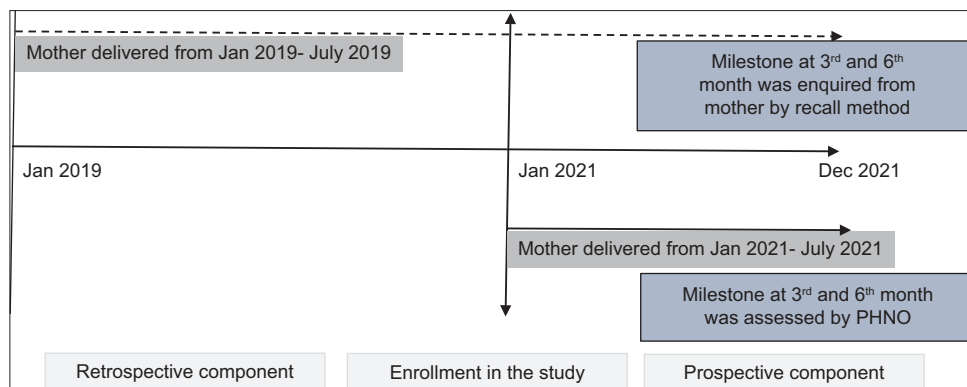 Mother delivered from Jan 2019- July 2019
Milestone at 3rd and 6th
month was enquired from
mother by recall method
Jan 2019
Jan 2021
Dec 2021
Mother delivered from Jan 2021- July 2021
Milestone at 3rd and 6th month
was assessed by PHNO
Retrospective component
Enrollment in the study
Prospective component